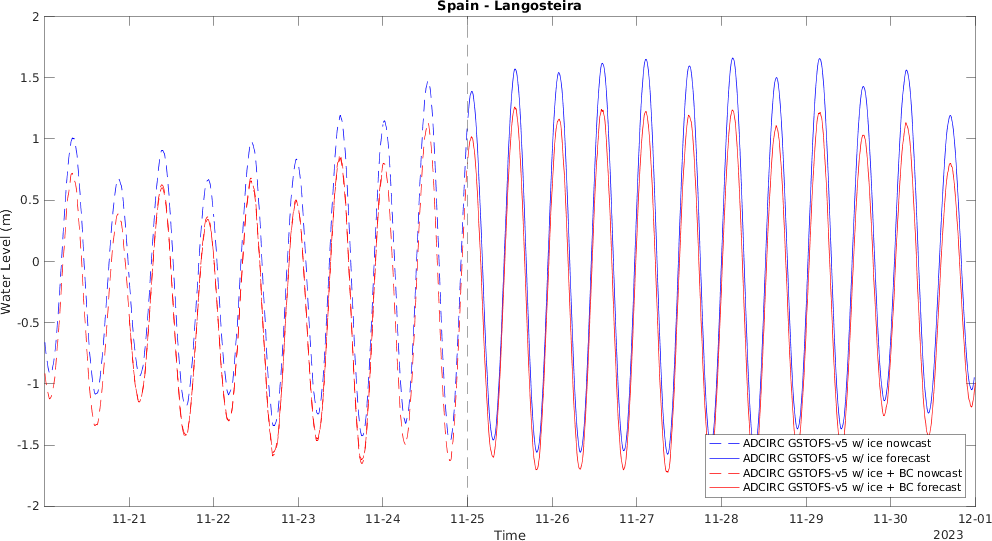 Spain - Langosteira
2
1.5
1
0.5
0
-0.5
-1
-1.5
-2
Water Level (m)
11-21 11-22 11-23 11-24 11-25 11-26 11-27 11-28 11-29 11-30 12-01
Time
2023
ADCIRC GSTOFS-v5 w/ ice nowcast
ADCIRC GSTOFS-v5 w/ ice forecast
ADCIRC GSTOFS-v5 w/ ice + BC nowcast
ADCIRC GSTOFS-v5 w/ ice + BC forecast